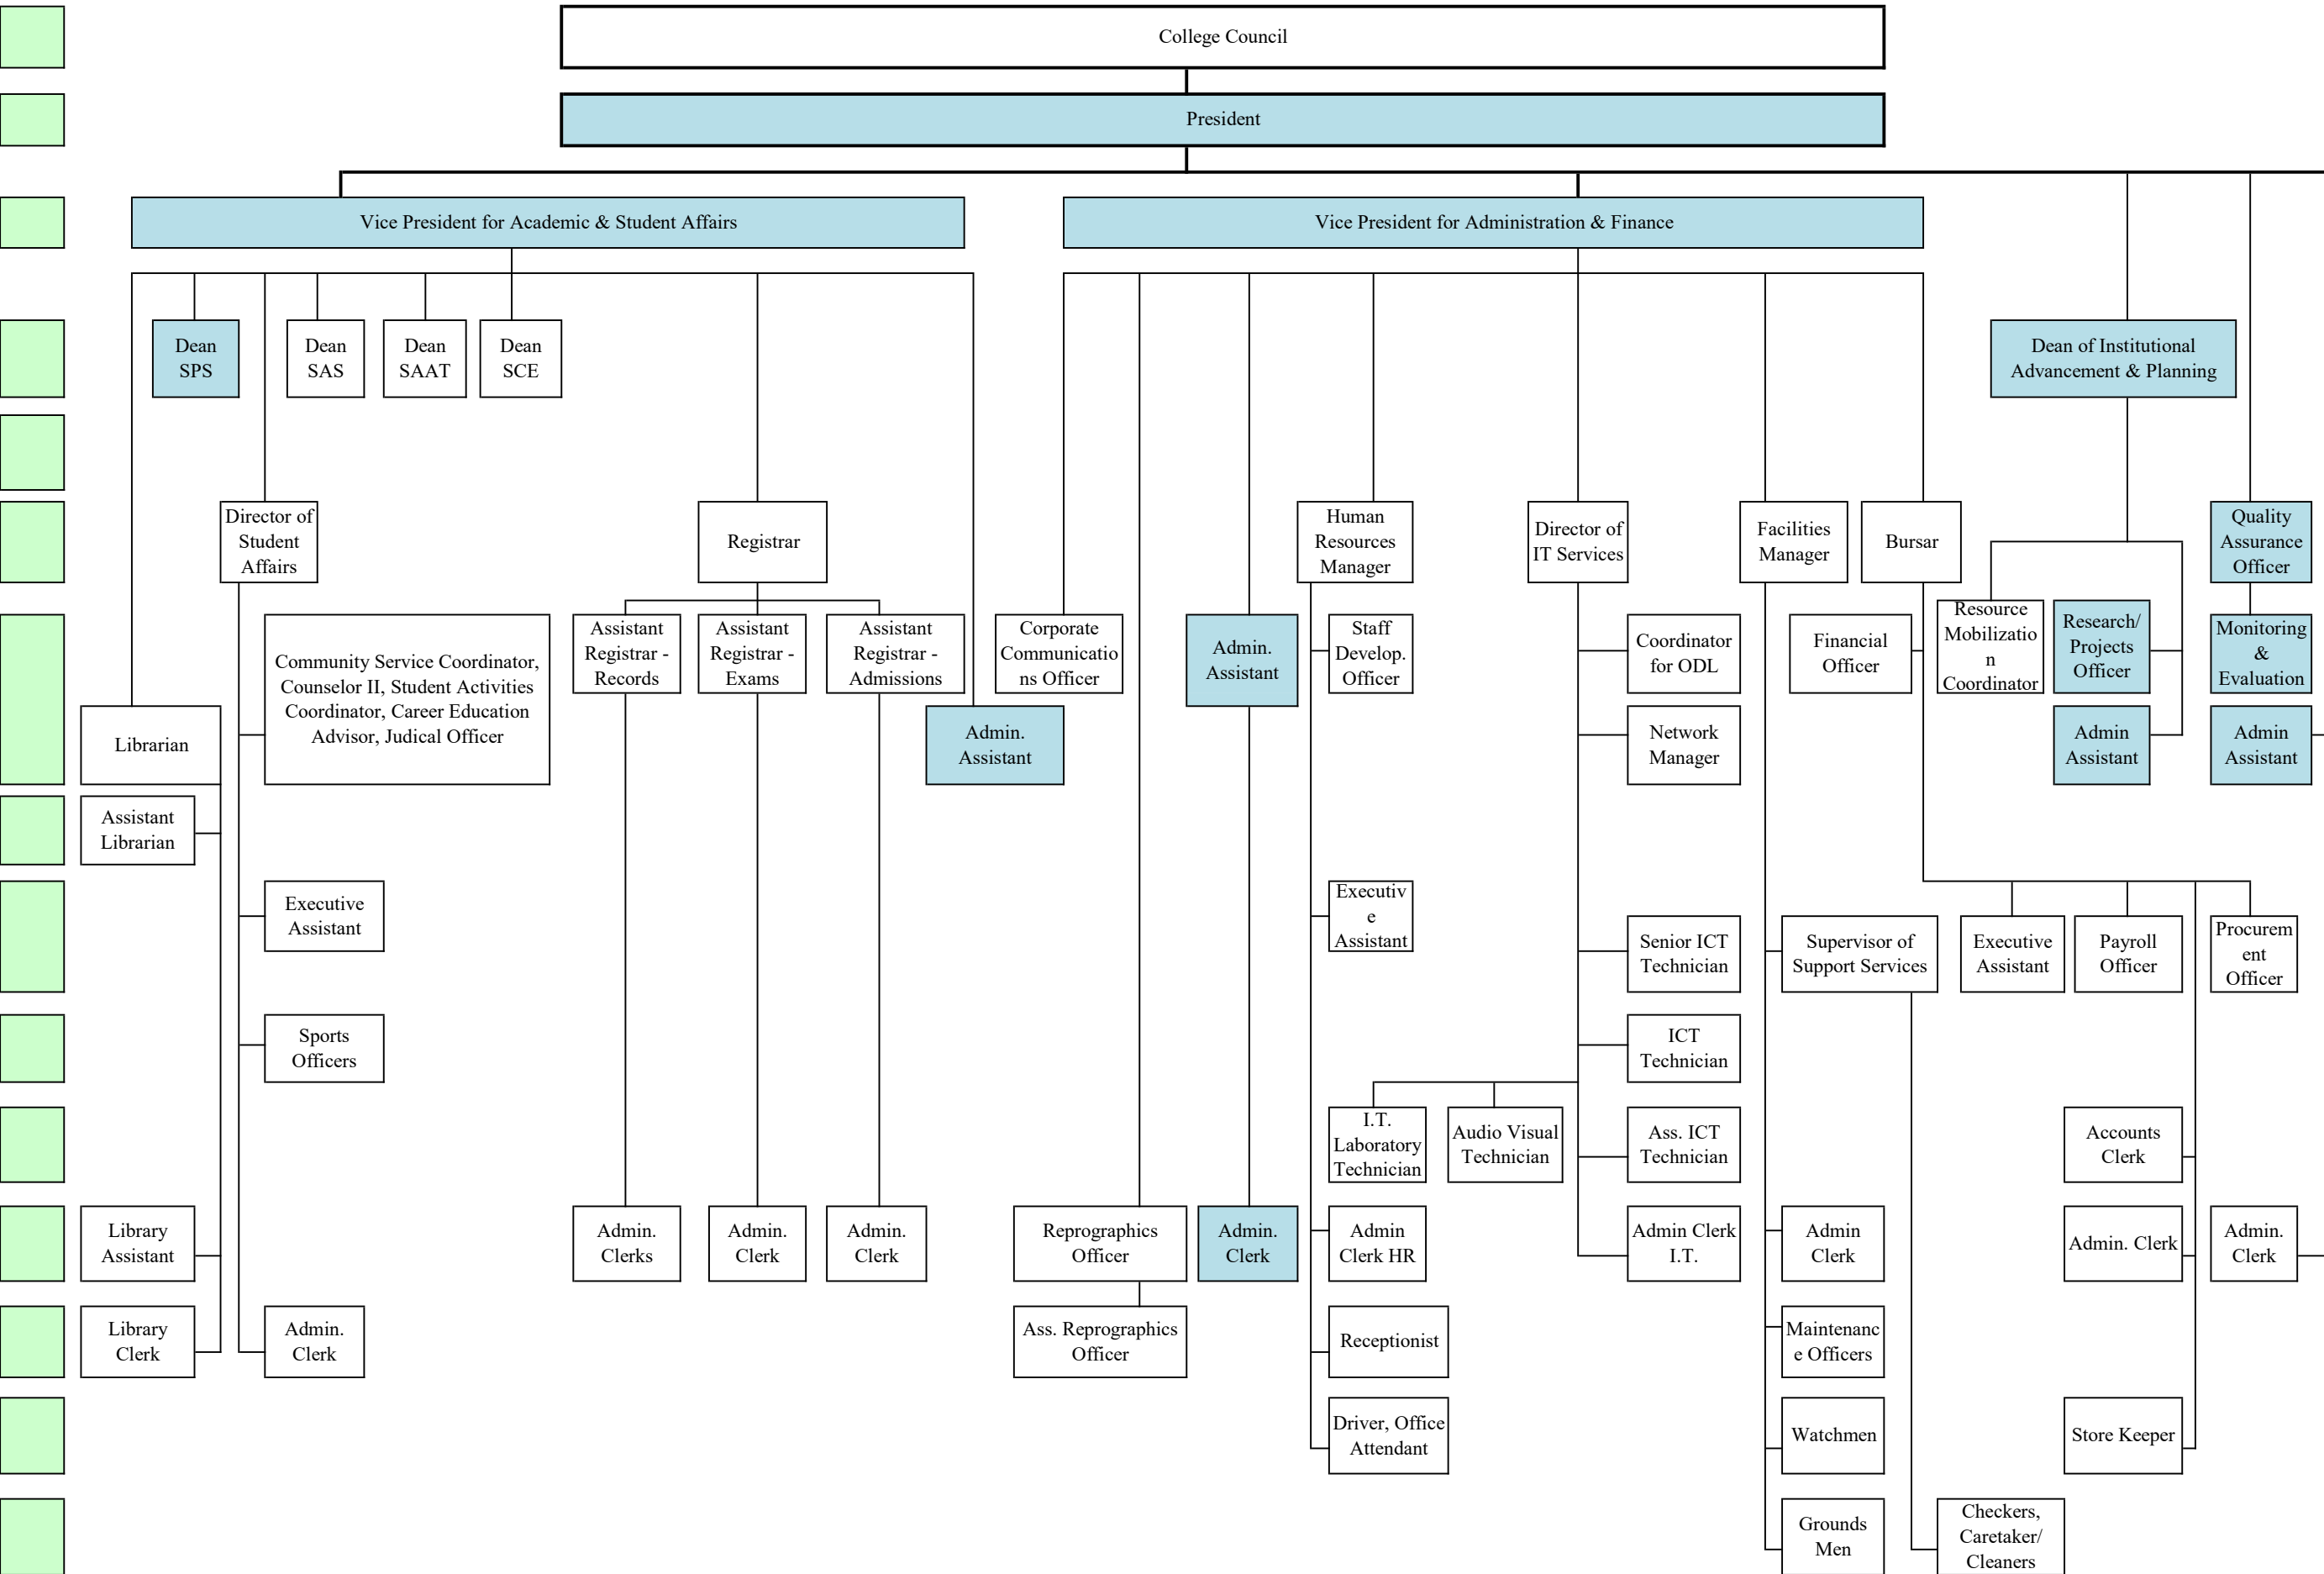 College Council
President
Vice President for Academic & Student Affairs
Vice President for Administration & Finance
Dean
SPS
Dean
SAS
Dean
SAAT
Dean
SCE
Dean of Institutional
Advancement & Planning
Director of
Student
Affairs
Registrar
Human
Resources
Manager
Director of
IT Services
Facilities
Manager
Bursar
Quality
Assurance
Officer
Community Service Coordinator,
Counselor II, Student Activities
Coordinator, Career Education
Advisor, Judical Officer
Assistant
Registrar -
Records
Assistant
Registrar -
Exams
Assistant
Registrar -
Admissions
Corporate
Communicatio
ns Officer
Admin.
Assistant
Staff
Develop.
Officer
Coordinator
for ODL
Financial
Officer
Resource
Mobilizatio
n
Coordinator
Research/
Projects
Officer
Monitoring
&
Evaluation
Librarian
Admin.
Assistant
Network
Manager
Admin
Assistant
Admin
Assistant
Assistant
Librarian
Executive
Assistant
Executiv
e
Assistant
Senior ICT
Technician
Supervisor of
Support Services
Executive
Assistant
Payroll
Officer
Procurem
ent
Officer
Sports
Officers
ICT
Technician
I.T.
Laboratory
Technician
Audio Visual
Technician
Ass. ICT
Technician
Accounts
Clerk
Library
Assistant
Admin.
Clerks
Admin.
Clerk
Admin.
Clerk
Reprographics
Officer
Admin.
Clerk
Admin
Clerk HR
Admin Clerk
I.T.
Admin
Clerk
Admin. Clerk
Admin.
Clerk
Library
Clerk
Admin.
Clerk
Ass. Reprographics
Officer
Receptionist
Maintenanc
e Officers
Driver, Office
Attendant
Watchmen
Store Keeper
Grounds
Men
Checkers,
Caretaker/
Cleaners